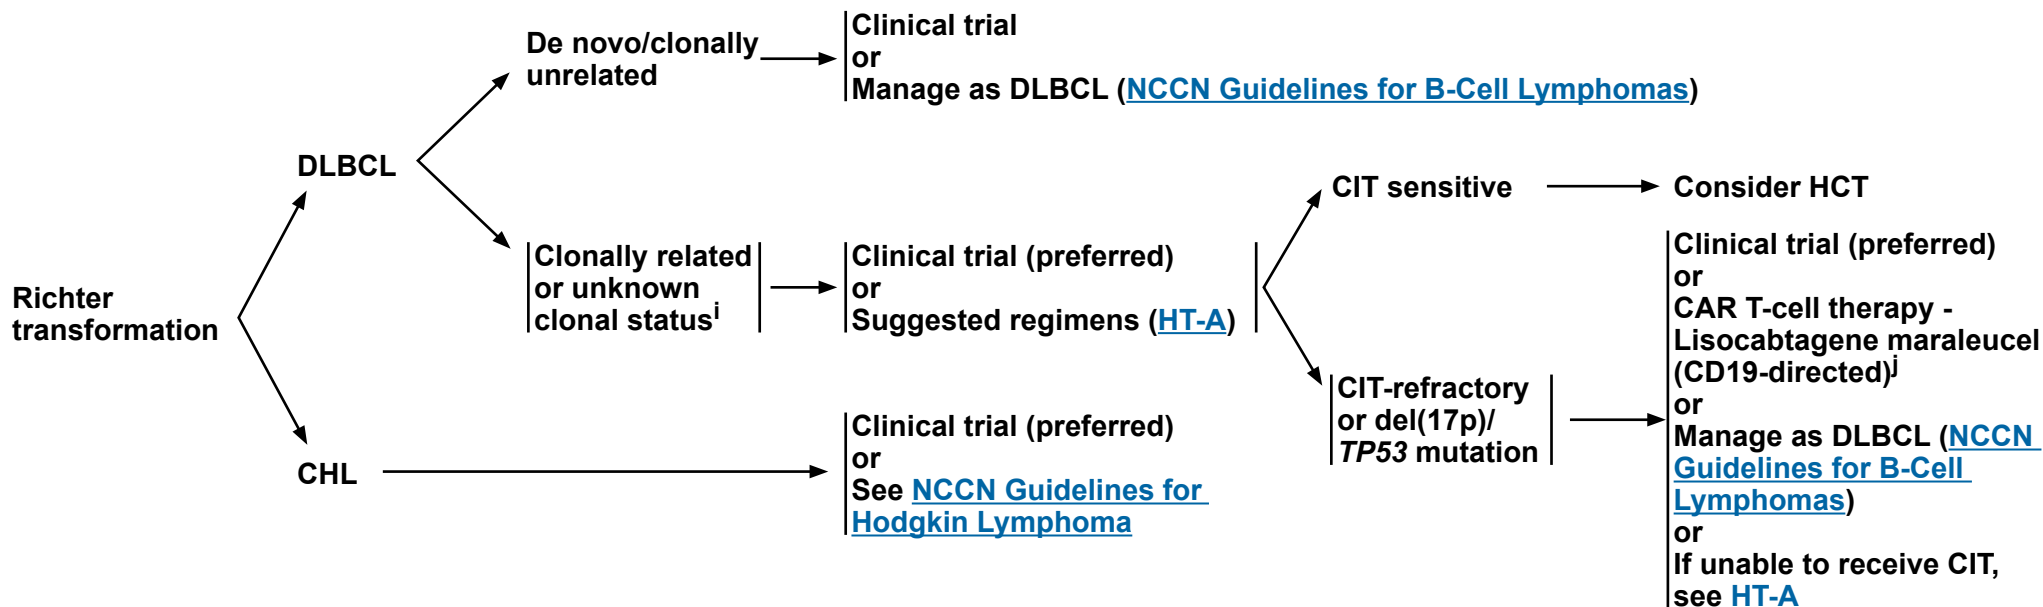 De novo/clonally
unrelated
Clinical trial
or
Manage as DLBCL (NCCN Guidelines for B-Cell Lymphomas)
DLBCL
CIT sensitive
Consider HCT
Richter
transformation
Clonally related
or unknown
clonal statusⁱ
Clinical trial (preferred)
or
Suggested regimens (HT-A)
CIT-refractory
or del(17p)/
TP53 mutation
Clinical trial (preferred)
or
CAR T-cell therapy -
Lisocabtagene maraleucel
(CD19-directed)ʲ
or
Manage as DLBCL (NCCN
Guidelines for B-Cell
Lymphomas)
or
If unable to receive CIT,
see HT-A
CHL
Clinical trial (preferred)
or
See NCCN Guidelines for
Hodgkin Lymphoma